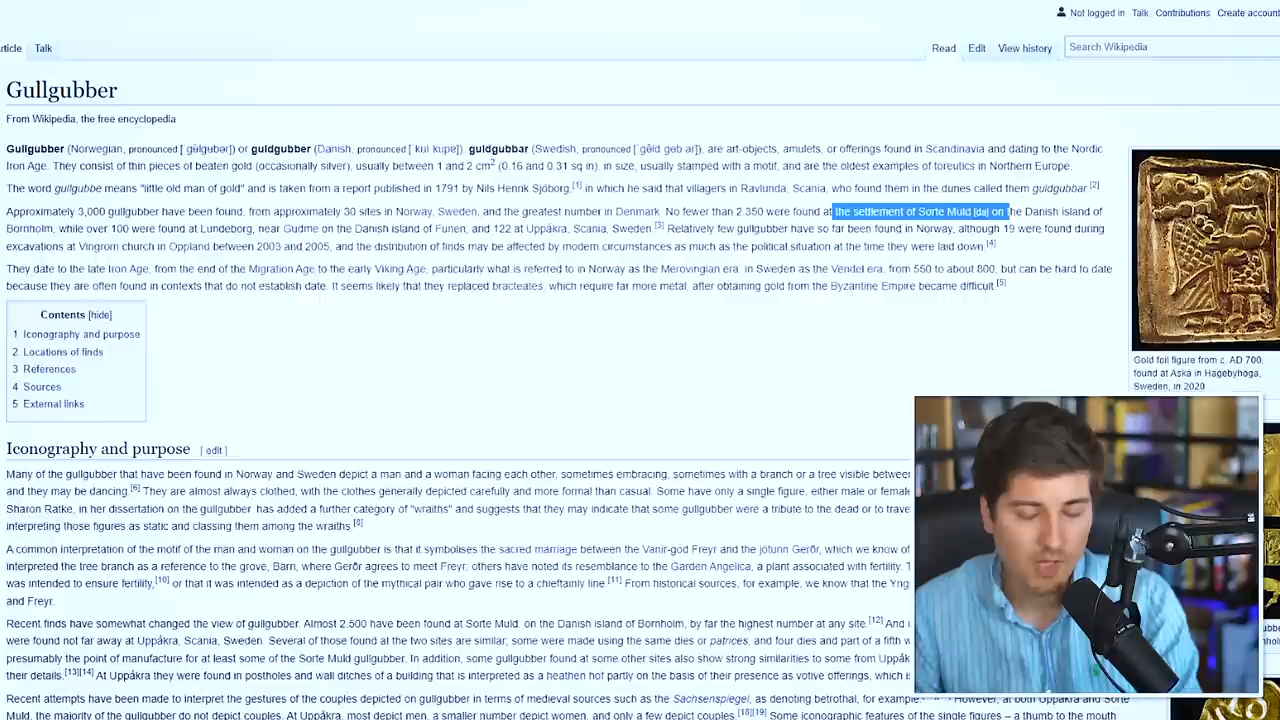 Not logged in Talk Contributions Create account
Article Talk
Read Edit View history Search Wikipedia
Gullgubber
From Wikipedia, the free encyclopedia
Gullgubber (Norwegian, pronounced or guldgubber (Danish, pronounced guldgubbar (Swedish, pronounced are art-objects, amulets, or offerings found in Scandinavia and dating to the Nordic
Iron Age. They consist of thin pieces of beaten gold (occasionally silver), usually between 1 and 2 cm2 (0.16 and 0.31 sq in), in size, usually stamped with a motif, and are the oldest examples of toreutics in Northern Europe.
The word gullgubbe means "little old man of gold" and is taken from a report published in 1791 by Nils Henrik Sjöborg,[1] in which he said that villagers in Ravlunda, Scania, who found them in the dunes called them guldgubbar.[2]
Approximately 3,000 gullgubber have been found, from approximately 30 sites in Norway, Sweden, and the greatest number in Denmark. No fewer than 2,350 were found at the settlement of Sorte Muld [da] on the Danish island of
Bornholm, while over 100 were found at Lundeborg, near Gudme on the Danish island of Funen, and 122 at Uppåkra, Scania, Sweden.[3] Relatively few gullgubber have so far been found in Norway, although 19 were found during
excavations at Vingrom church in Oppland between 2003 and 2005, and the distribution of finds may be affected by modern circumstances as much as the political situation at the time they were laid down.[4]
They date to the late Iron Age, from the end of the Migration Age to the early Viking Age, particularly what is referred to in Norway as the Merovingian era, in Sweden as the Vendel era, from 550 to about 800, but can be hard to date
because they are often found in contexts that do not establish date. It seems likely that they replaced bracteates, which require far more metal, after obtaining gold from the Byzantine Empire became difficult.[5]
Gold foil figure from c. AD 700,
found at Aska in Hagebyhöga,
Sweden, in 2020
Contents [hide]
1 Iconography and purpose
2 Locations of finds
3 References
4 Sources
5 External links
Iconography and purpose [ edit ]
Many of the gullgubber that have been found in Norway and Sweden depict a man and a woman facing each other, sometimes embracing, sometimes with a branch or a tree visible between
and they may be dancing.[6] They are almost always clothed, with the clothes generally depicted carefully and more formal than casual. Some have only a single figure, either male or female
Sharon Ratke, in her dissertation on the gullgubber has added a further category of "wraiths" and suggests that they may indicate that some gullgubber were a tribute to the dead or to
interpreting those figures as static and classing them among the wraiths.[8]
A common interpretation of the motif of the man and woman on the gullgubber is that it symbolises the sacred marriage between the Vanir-god Freyr and the jötunn Gerðr, which we know of
interpreted the tree branch as a reference to the grove, Barri, where Gerðr agrees to meet Freyr; others have noted its resemblance to the Garden Angelica, a plant associated with fertility.
was intended to ensure fertility,[10] or that it was intended as a depiction of the mythical pair who gave rise to a chieftainly line.[11] From historical sources, for example, we know that the
and Freyr.
Recent finds have somewhat changed the view of gullgubber. Almost 2,500 have been found at Sorte Muld, on the Danish island of Bornholm, by far the highest number at any site.[12] And
were found not far away at Uppåkra, Scania, Sweden. Several of those found at the two sites are similar; some were made using the same dies or patrices, and four dies and part of a fifth
presumably the point of manufacture for at least some of the Sorte Muld gullgubber. In addition, some gullgubber found at some other sites also show strong similarities to some from
their details.[13][14] At Uppåkra they were found in postholes and wall ditches of a building that is interpreted as a heathen hof partly on the basis of their presence as votive offerings, which
Recent attempts have been made to interpret the gestures of the couples depicted on gullgubber in terms of medieval sources such as the Sachsenspiegel, as denoting betrothal, for example. However, at both Uppåkra and Sorte
Muld, the majority of the gullgubber do not depict couples. At Uppåkra, most depict men, a smaller number depict women, and only a few depict couples.[18][19] Some iconographic features of the single figures – a thumb to the mouth